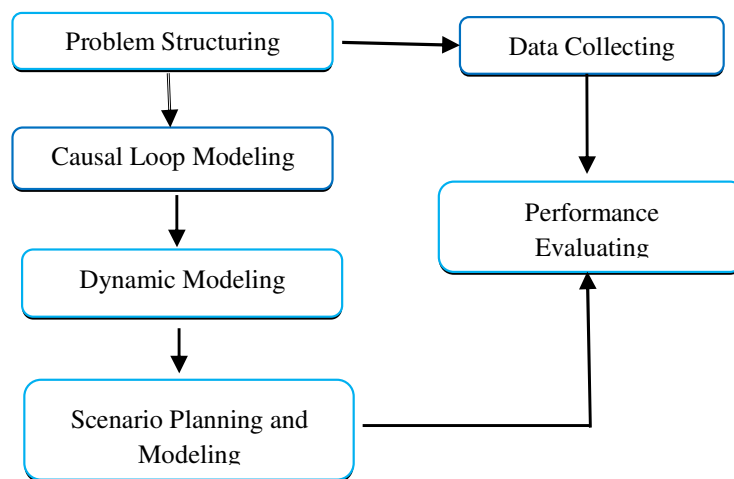 Problem Structuring
Data Collecting
Causal Loop Modeling
Performance
Evaluating
Dynamic Modeling
Scenario Planning and
Modeling